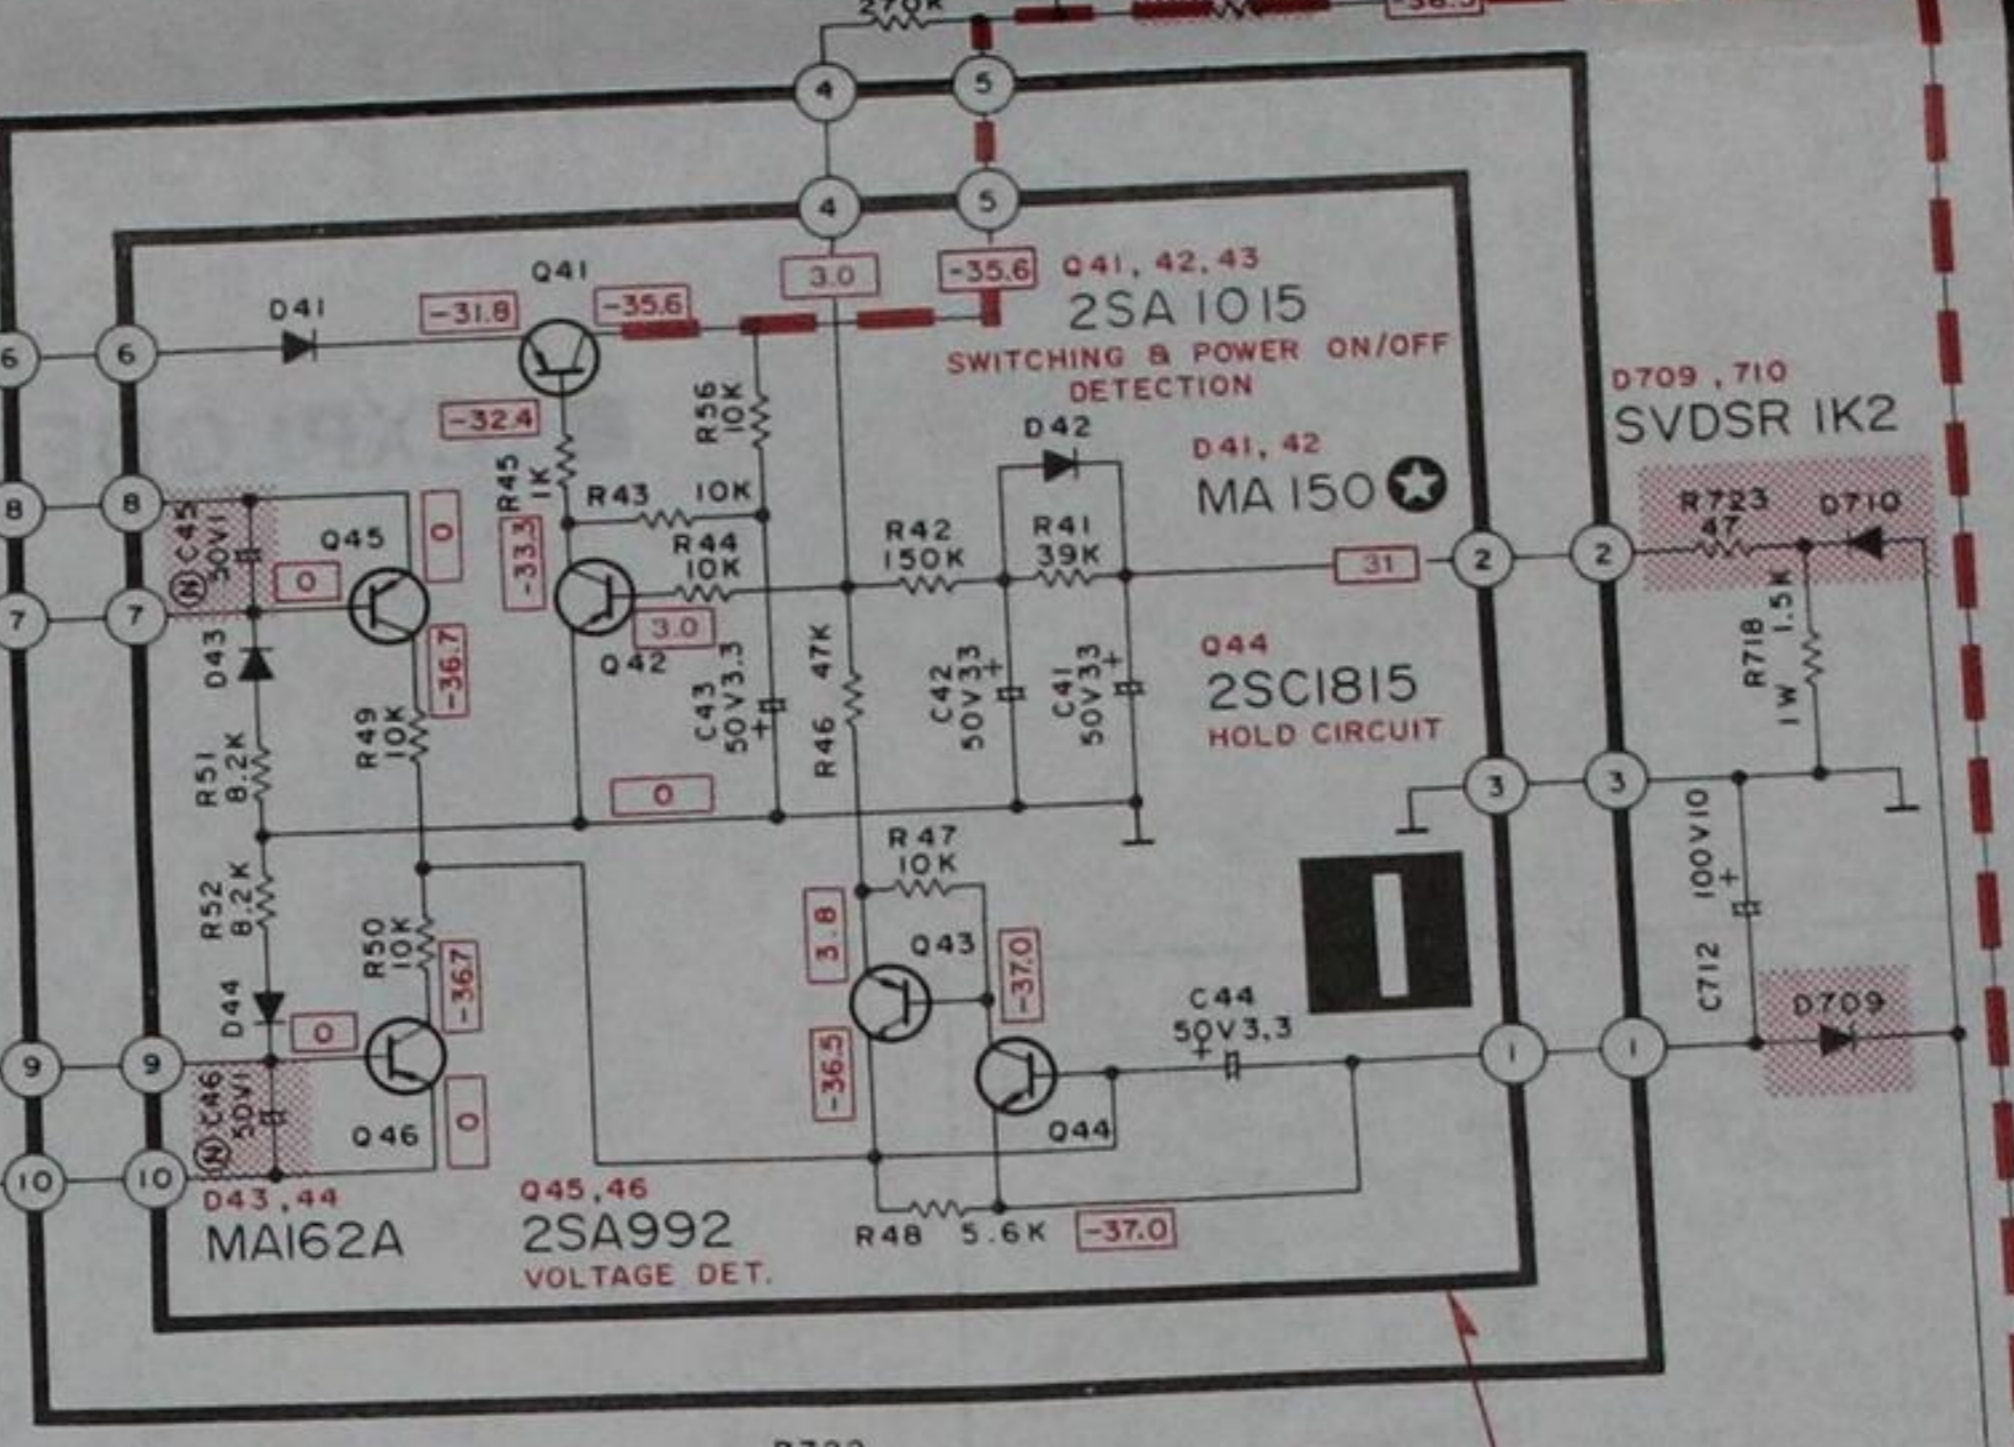 270K
-36.5
4
5
4
5
Q41
3.0
-35.6
Q41, 42, 43
2SA 1015
SWITCHING & POWER ON/OFF
DETECTION
D41
-31.8
-35.6
6
6
-32.4
R56
10K
D42
D41, 42
MA 150
D709, 710
SVDSR 1K2
R45
1K
R43 10K
8
8
N C45
50V1
Q45
0
0
-33.3
R44
10K
R42
150K
R41
39K
31
2
2
R723
47
D710
7
7
3.0
Q42
D43
-36.7
R49
10K
C43
50V3.3
+
R46 47K
C42
50V33
+
C41
50V33
+
Q44
2SC1815
HOLD CIRCUIT
R718 1.5K
1W
R51
8.2K
0
3
3
R47
10K
R52
8.2K
R50
10K
-36.7
3.8
Q43
-37.0
C712 100V10
+
D44
0
D709
9
9
N C46
50V1
Q46
0
-36.5
C44
50V3.3
+
1
1
Q44
10
10
D43, 44
MA162A
Q45, 46
2SA992
VOLTAGE DET.
R48 5.6K
-37.0